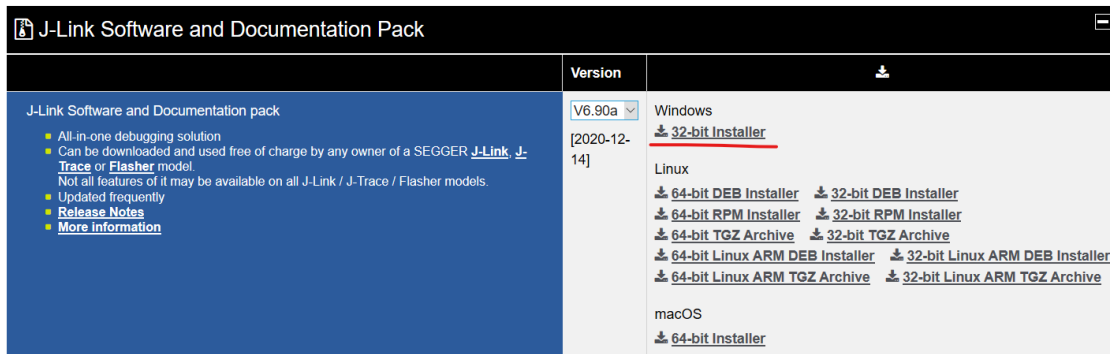 J-Link Software and Documentation Pack
Version
J-Link Software and Documentation pack
All-in-one debugging solution
Can be downloaded and used free of charge by any owner of a SEGGER J-Link, J-
Trace or Flasher model.
Not all features of it may be available on all J-Link / J-Trace / Flasher models.
Updated frequently
Release Notes
More information
V6.90a
[2020-12-
14]
Windows
32-bit Installer
Linux
64-bit DEB Installer 32-bit DEB Installer
64-bit RPM Installer 32-bit RPM Installer
64-bit TGZ Archive 32-bit TGZ Archive
64-bit Linux ARM DEB Installer 32-bit Linux ARM DEB Installer
64-bit Linux ARM TGZ Archive 32-bit Linux ARM TGZ Archive
macOS
64-bit Installer